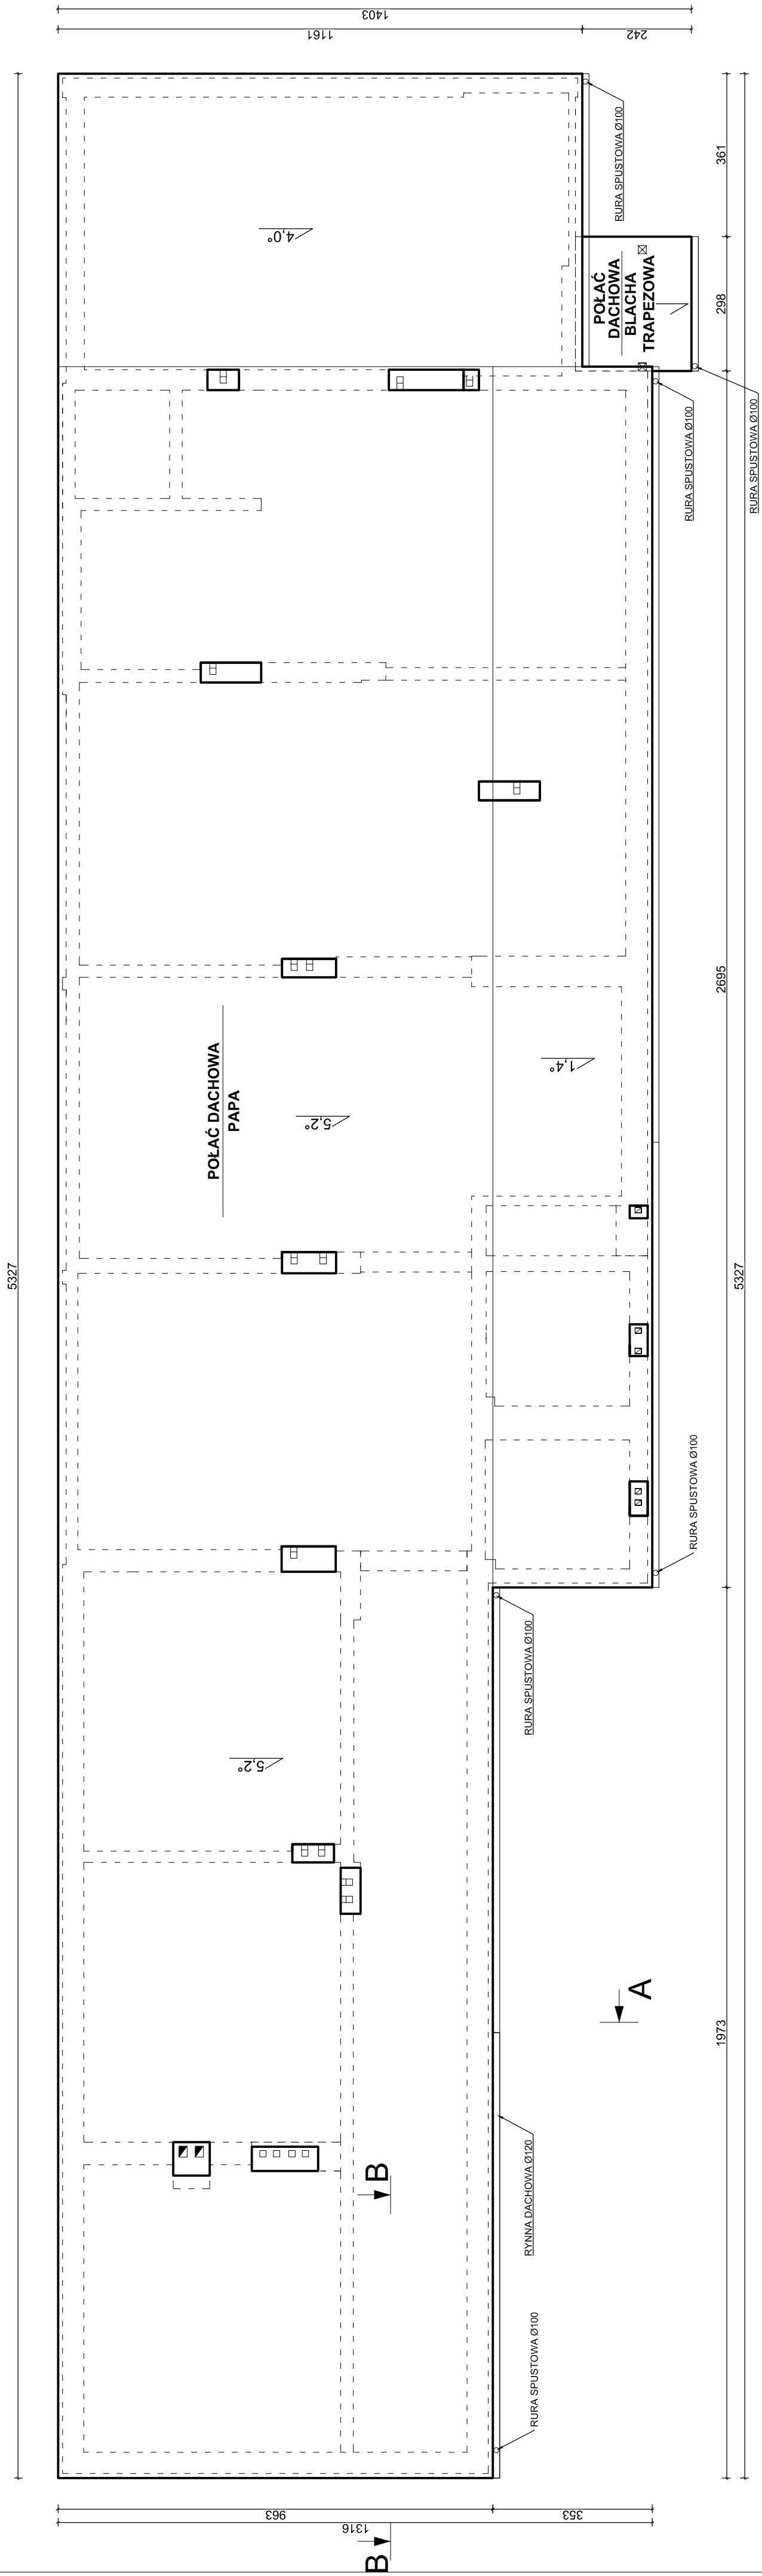 1403
1161
242
RURA SPUSTOWA Ø100
361
4,0°
POŁAĆ
DACHOWA
BLACHA
TRAPEZOWA
298
RURA SPUSTOWA Ø100
RURA SPUSTOWA Ø100
2695
POŁAĆ DACHOWA
PAPA
1,4°
5,2°
5327
5327
RURA SPUSTOWA Ø100
RURA SPUSTOWA Ø100
5,2°
A
1973
B
RYNNA DACHOWA Ø120
RURA SPUSTOWA Ø100
963
353
1316
B